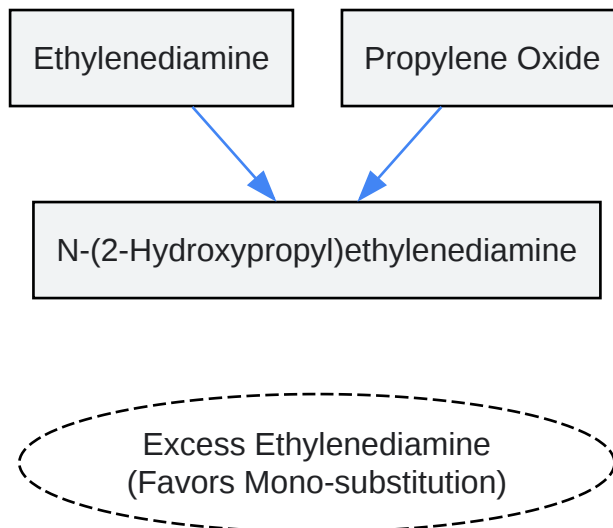 Ethylenediamine
Propylene Oxide
N-(2-Hydroxypropyl)ethylenediamine
Excess Ethylenediamine
(Favors Mono-substitution)